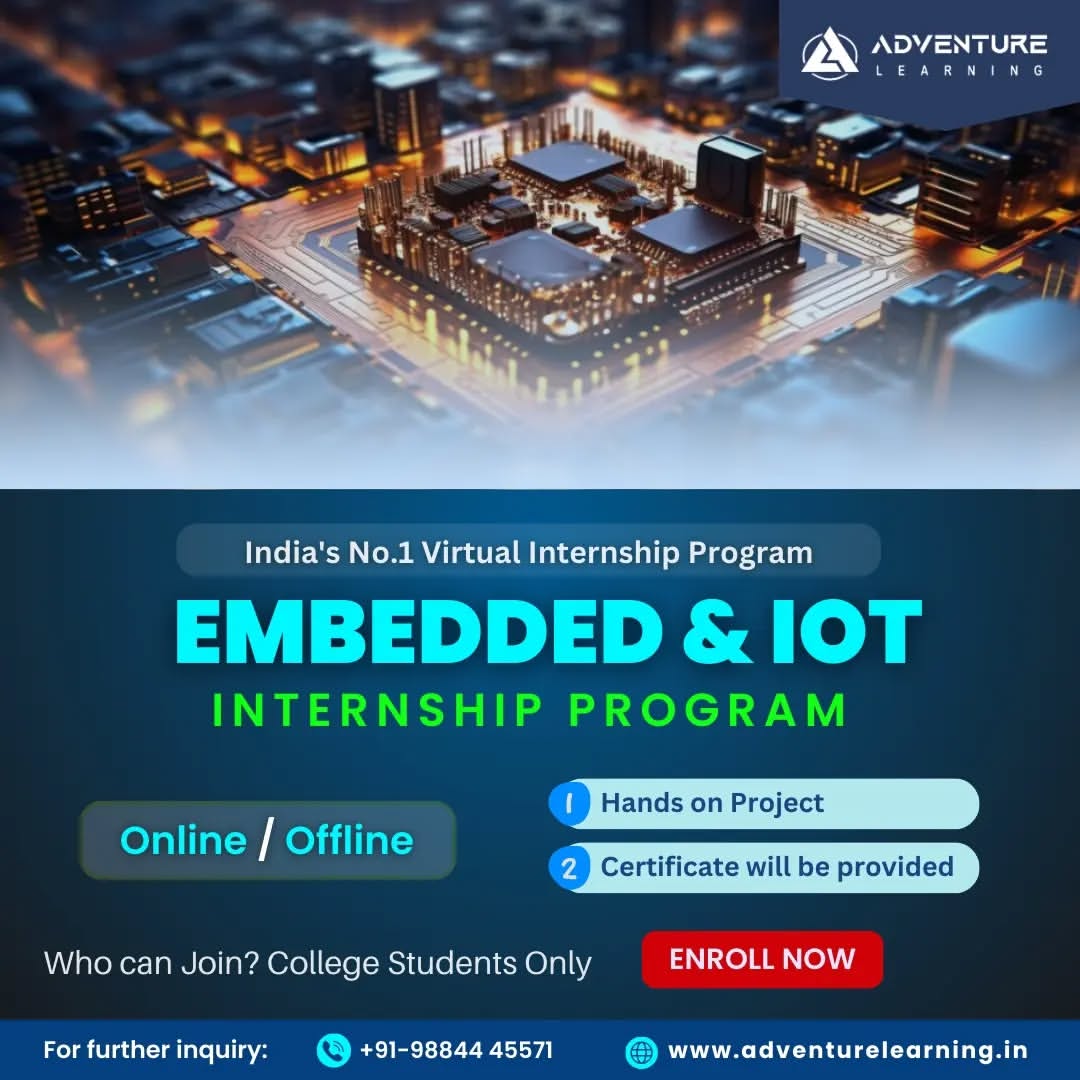 ADVENTURE
LEARNING
India's No.1 Virtual Internship Program
EMBEDDED & IOT
INTERNSHIP PROGRAM
Online / Offline
1 Hands on Project
2 Certificate will be provided
Who can Join? College Students Only
ENROLL NOW
For further inquiry: +91-98844 45571 www.adventurelearning.in